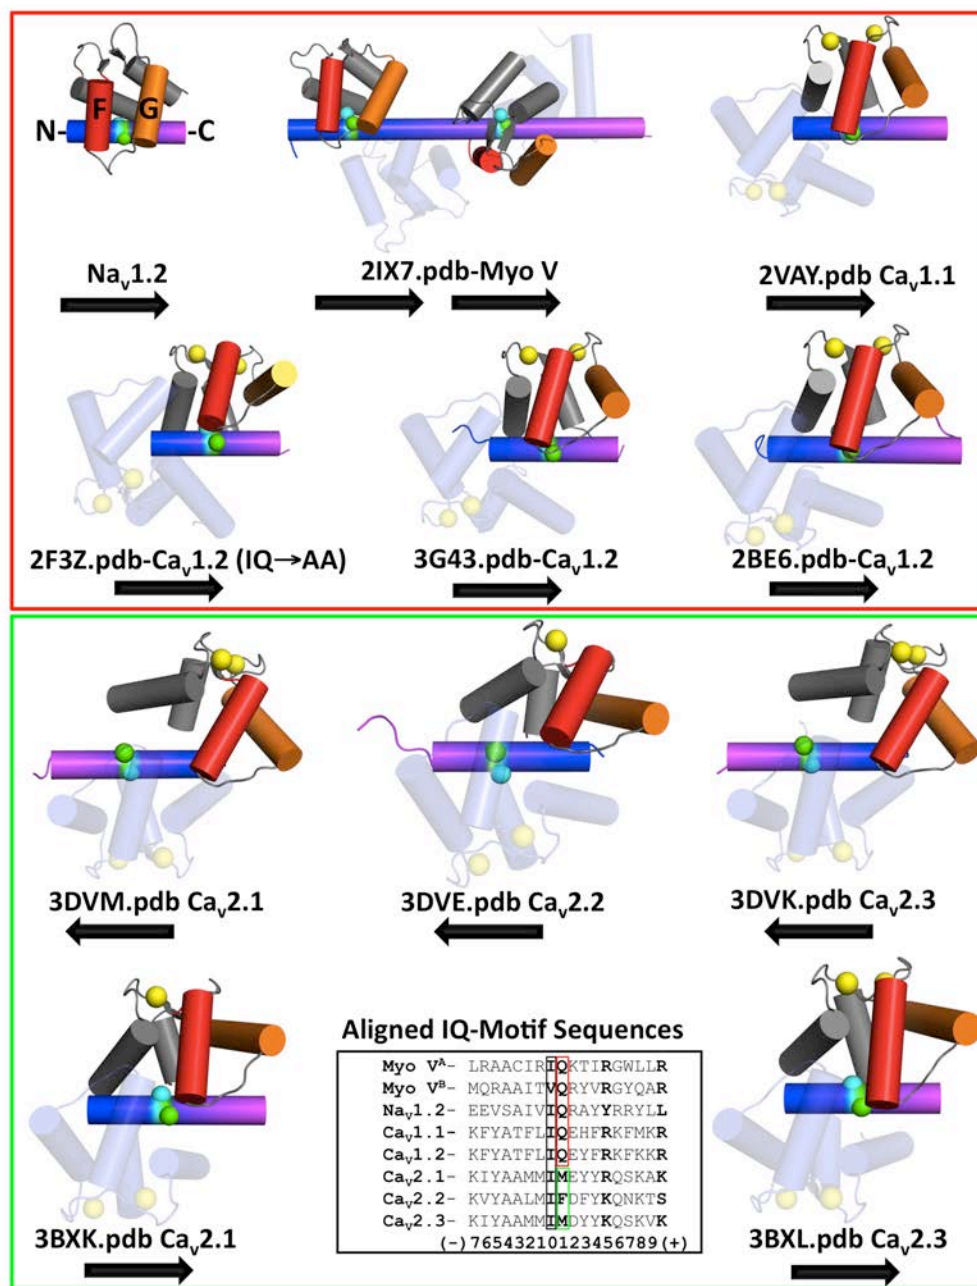 F G
N- -C
Nav1.2
2IX7.pdb-Myo V
2VAY.pdb Cav1.1
2F3Z.pdb-Cav1.2 (IQ→AA)
3G43.pdb-Cav1.2
2BE6.pdb-Cav1.2
3DVM.pdb Cav2.1
3DVE.pdb Cav2.2
3DVK.pdb Cav2.3
Aligned IQ-Motif Sequences
Myo VA- LRAACIRIQKTIRGWLLR
Myo VB- MQRAAITVQRYVRGYQAR
Nav1.2- EEVSAIVIQRAYYRRYLL
Cav1.1- KFYATFLIQEHFRKFMKR
Cav1.2- KFYATFLIQEYFRKFKKR
Cav2.1- KIYAAMMIMEYYRQSKAK
Cav2.2- KVYAALMIFDFYKQNKTS
Cav2.3- KIYAAMMIMDYYKQSKVK
(-)76543210123456789(+)
3BXK.pdb Cav2.1
3BXL.pdb Cav2.3